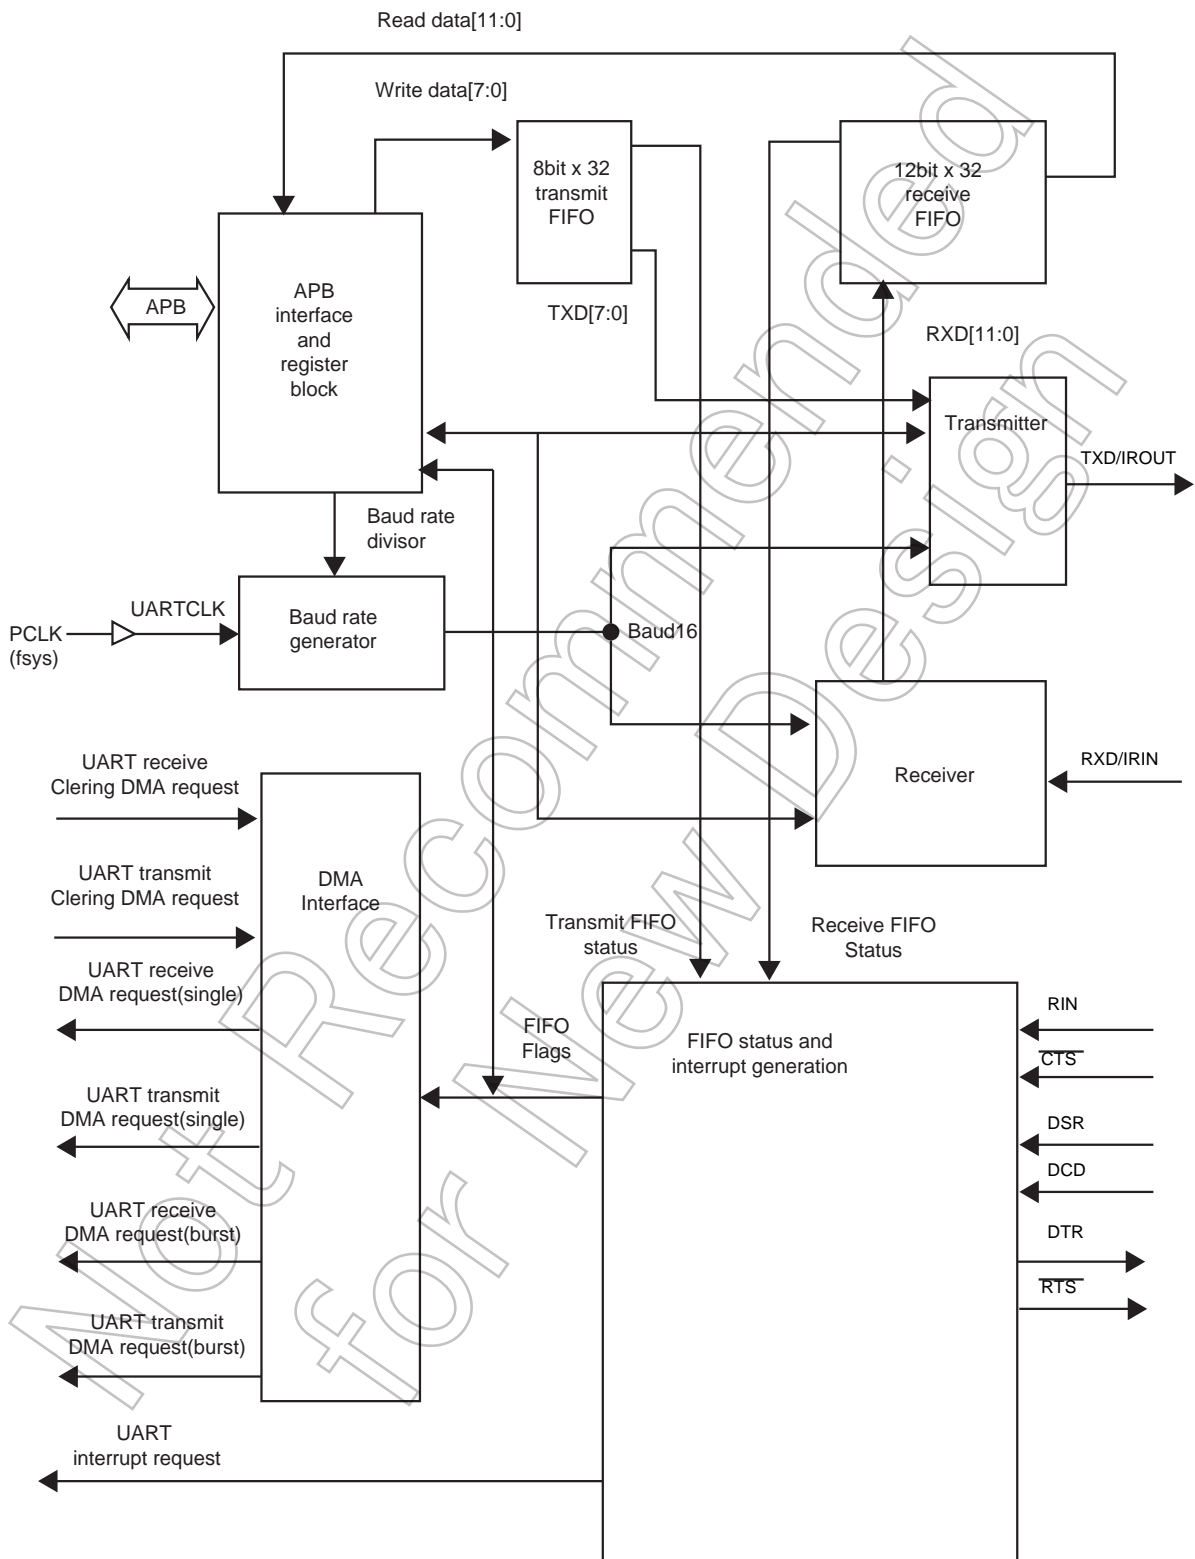 Read data[11:0]
Write data[7:0]
8bit x 32
transmit
FIFO
12bit x 32
receive
FIFO
APB
APB
interface
and
register
block
TXD[7:0]
RXD[11:0]
Transmitter
TXD/IROUT
Baud rate
divisor
UARTCLK
PCLK
(fsys)
Baud rate
generator
Baud16
Receiver
RXD/IRIN
UART receive
Clering DMA request
UART transmit
Clering DMA request
DMA
Interface
Transmit FIFO
status
Receive FIFO
Status
UART receive
DMA request(single)
FIFO
Flags
FIFO status and
interrupt generation
RIN
CTS
UART transmit
DMA request(single)
DSR
DCD
UART receive
DMA request(burst)
DTR
RTS
UART transmit
DMA request(burst)
UART
interrupt request
Not Recommended
for New Design